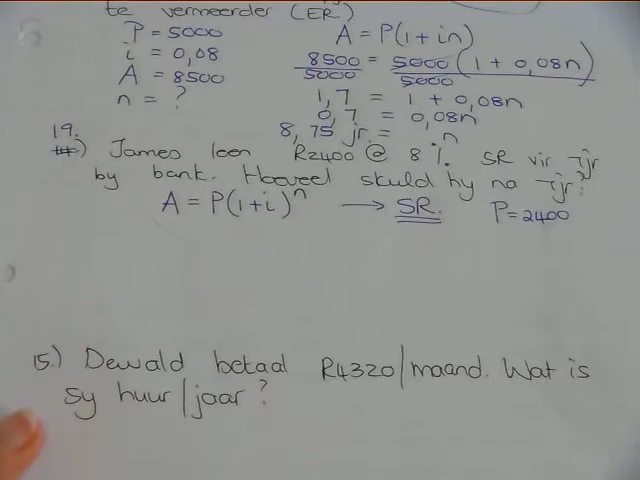 te vermeerder (ER)
P = 5000
A = P(1 + in)
i = 0,08
8500/5000 = 5000(1 + 0,08n)/5000
A = 8500
n = ?
1,7 = 1 + 0,08n
0,7 = 0,08n
8,75 jr. = n
19.
James leen R2400 @ 8 % SR vir 7jr
by bank. Hoeveel skuld hy na 7jr?
A = P(1+i)ⁿ → SR. P = 2400
15.) Dewald betaal R4320/maand. Wat is
sy huur/jaar?